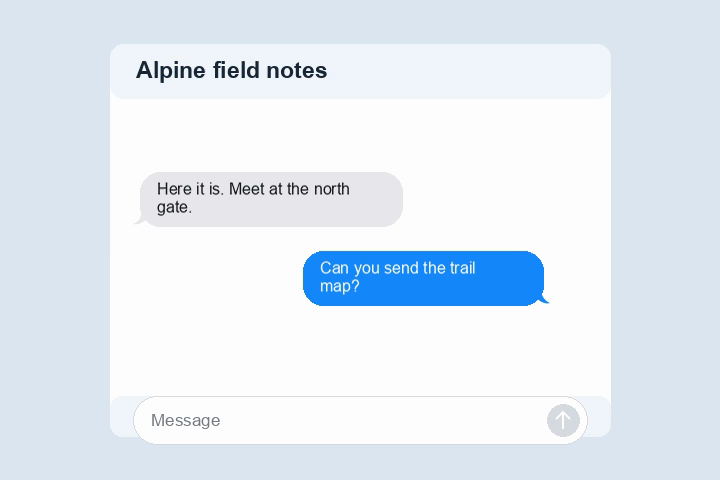 Alpine field notes
Here it is. Meet at the north
gate.
Can you send the trail
map?
Message